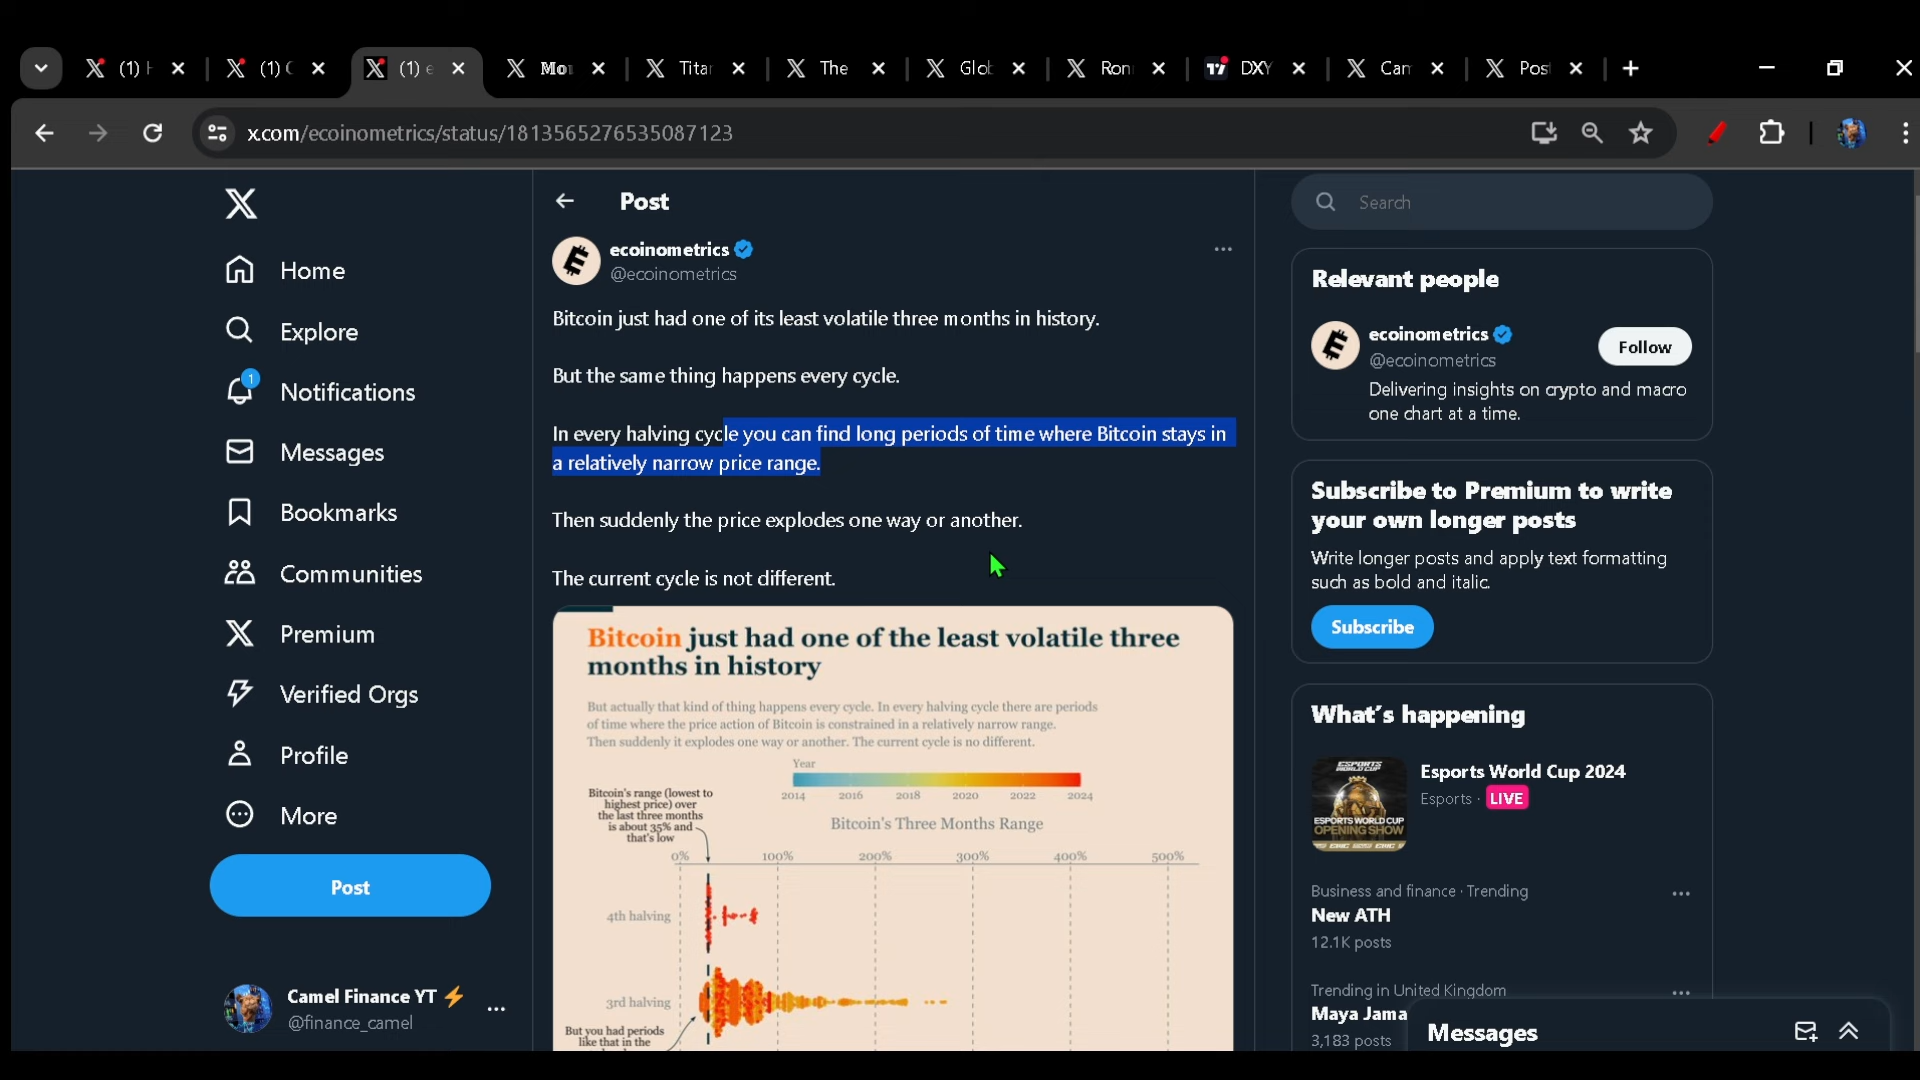 (1) H
(1) C
(1) e
Mo
Tita
The
Glob
Ron
DXY
Can
Post
x.com/ecoinometrics/status/1813565276535087123
Home
Explore
1
Notifications
Messages
Bookmarks
Communities
Premium
Verified Orgs
Profile
More
Post
Camel Finance YT
@finance_camel
Post
ecoinometrics
@ecoinometrics
Bitcoin just had one of its least volatile three months in history.
But the same thing happens every cycle.
In every halving cycle you can find long periods of time where Bitcoin stays in
a relatively narrow price range.
Then suddenly the price explodes one way or another.
The current cycle is not different.
Bitcoin just had one of the least volatile three
months in history
But actually that kind of thing happens every cycle. In every halving cycle there are periods
of time where the price action of Bitcoin is constrained in a relatively narrow range.
Then suddenly it explodes one way or another. The current cycle is no different.
Year
2014 2016 2018 2020 2022 2024
Bitcoin's range (lowest to
highest price) over
the last three months
is about 35% and
that's low
Bitcoin's Three Months Range
0% 100% 200% 300% 400% 500%
4th halving
3rd halving
But you had periods
like that in the
Search
Relevant people
ecoinometrics
Follow
@ecoinometrics
Delivering insights on crypto and macro
one chart at a time.
Subscribe to Premium to write
your own longer posts
Write longer posts and apply text formatting
such as bold and italic.
Subscribe
What's happening
ESPORTS
WORLD CUP
ESPORTS WORLD CUP
OPENING SHOW
Esports World Cup 2024
Esports · LIVE
Business and finance · Trending
New ATH
12.1K posts
Trending in United Kingdom
Maya Jama
3,183 posts
Messages